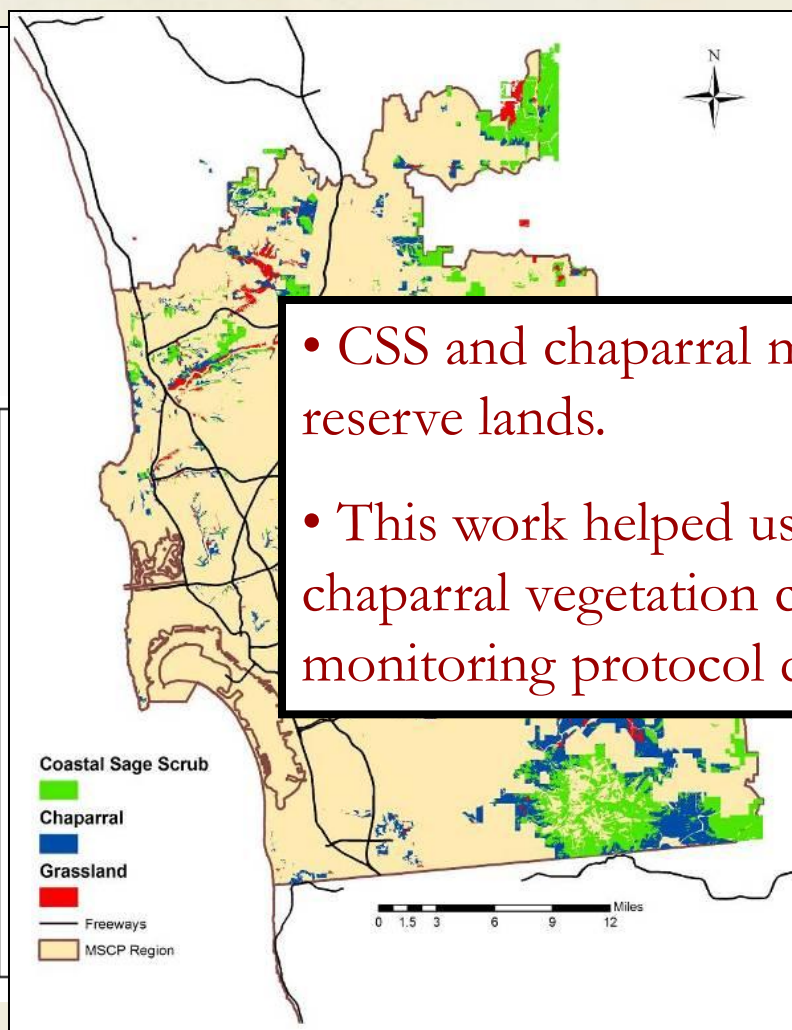 N
• CSS and chaparral
reserve lands.
• This work helped us
chaparral vegetation
monitoring protocol
Coastal Sage Scrub
Chaparral
Grassland
Freeways
MSCP Region
Miles
0 1.5 3 6 9 12